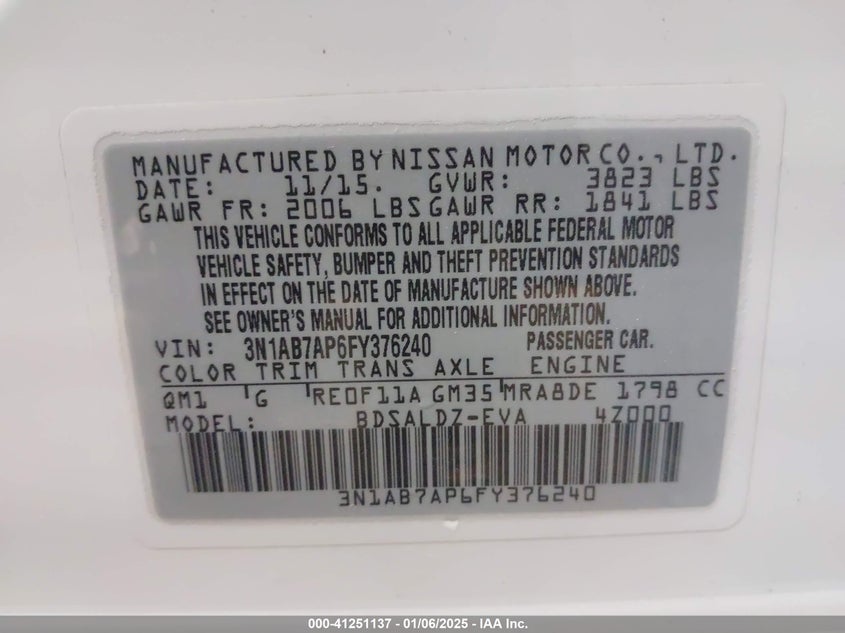 MANUFACTURED BY NISSAN MOTOR CO., LTD.
DATE: 11/15. GVWR: 3823 LBS
GAWR FR: 2006 LBS GAWR RR: 1841 LBS
THIS VEHICLE CONFORMS TO ALL APPLICABLE FEDERAL MOTOR
VEHICLE SAFETY, BUMPER AND THEFT PREVENTION STANDARDS
IN EFFECT ON THE DATE OF MANUFACTURE SHOWN ABOVE.
SEE OWNER'S MANUAL FOR ADDITIONAL INFORMATION.
VIN: 3N1AB7AP6FY376240 PASSENGER CAR.
COLOR TRIM TRANS AXLE ENGINE
QM1 G RE0F11A GM35 MRA8DE 1798 CC
MODEL: BDSALDZ-EVA 4Z000
3N1AB7AP6FY376240
000-41251137 - 01/06/2025 - IAA Inc.